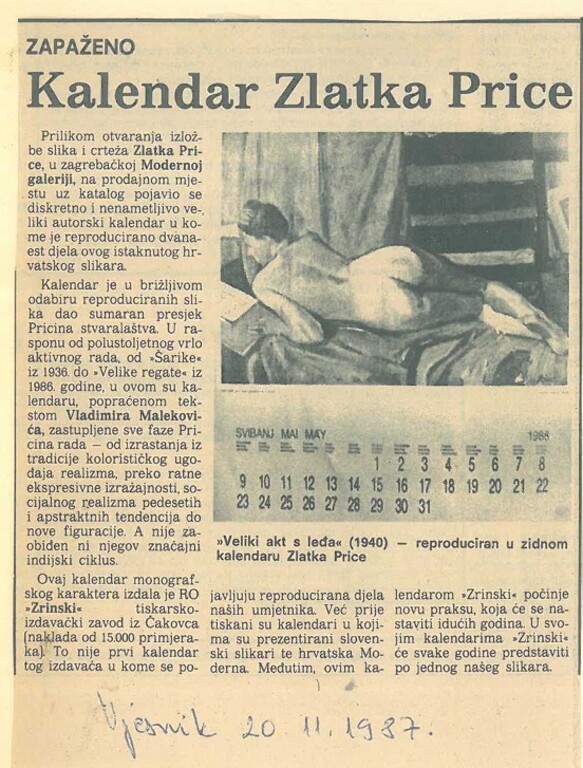 ZAPAŽENO
Kalendar Zlatka Price
Prilikom otvaranja izlož-
be slika i crteža Zlatka Pri-
ce, u zagrebačkoj Modernoj
galeriji, na prodajnom mje-
stu uz katalog pojavio se
diskretno i nenametljivo ve-
liki autorski kalendar u ko-
me je reproducirano dvana-
est djela ovog istaknutog hr-
vatskog slikara.
Kalendar je u brižljivom
odabiru reproduciranih sli-
ka dao sumaran presjek
Pricina stvaralaštva. U ra-
sponu od polustoljetnog vrlo
aktivnog rada, od »Šarike«
iz 1936. do »Velike regate« iz
1986. godine, u ovom su ka-
lendaru, popraćenom tek-
stom Vladimira Malekovi-
ća, zastupljene sve faze Pri-
cina rada — od izrastanja iz
tradicije kolorističkog ugo-
đaja realizma, preko ratne
ekspresivne izražajnosti, so-
cijalnog realizma pedesetih
i apstraktnih tendencija do
nove figuracije. A nije za-
obiđen ni njegov značajni
indijski ciklus.
Ovaj kalendar monograf-
skog karaktera izdala je RO
»Zrinski« tiskarsko-
izdavački zavod iz Čakovca
(naklada od 15.000 primjera-
ka). To nije prvi kalendar
tog izdavača u kome se po-
SVIBANJ MAJ MAY 1988
1 2 3 4 5 6 7 8
9 10 11 12 13 14 15 16 17 18 19 20 21 22
23 24 25 26 27 28 29 30 31
»Veliki akt s leđa« (1940) — reproduciran u zidnom
kalendaru Zlatka Price
javljuju reproducirana djela
naših umjetnika. Već prije
tiskani su kalendari u koji-
ma su prezentirani sloven-
ski slikari te hrvatska Mo-
derna. Međutim, ovim ka-
lendarom »Zrinski« počinje
novu praksu, koja će se na-
staviti idućih godina. U svo-
jim kalendarima »Zrinski«
će svake godine predstaviti
po jednog našeg slikara.
Vjesnik 20. 11. 1987.